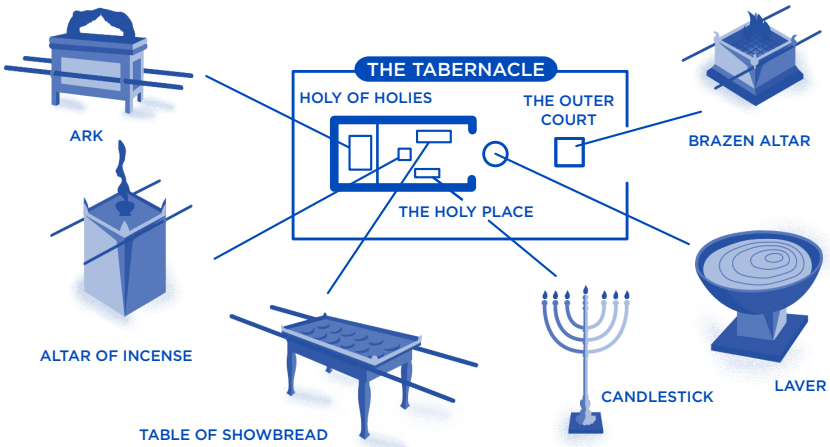 THE TABERNACLE
HOLY OF HOLIES
THE OUTER
COURT
ARK
BRAZEN ALTAR
THE HOLY PLACE
ALTAR OF INCENSE
LAVER
CANDLESTICK
TABLE OF SHOWBREAD